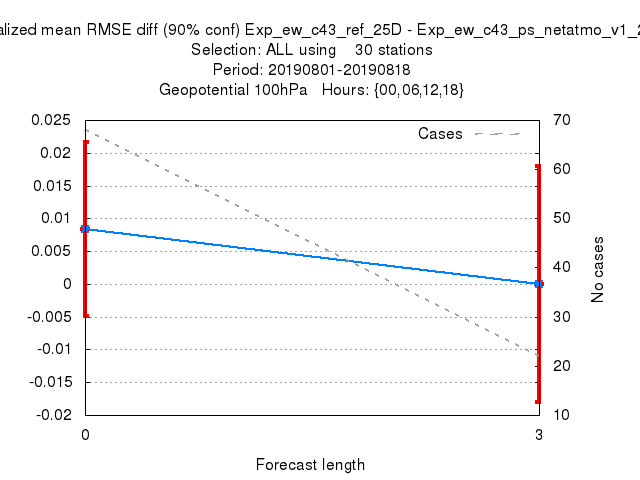 alized mean RMSE diff (90% conf) Exp_ew_c43_ref_25D - Exp_ew_c43_ps_netatmo_v1_2
Selection: ALL using 30 stations
Period: 20190801-20190818
Geopotential 100hPa Hours: {00,06,12,18}
Cases
0.025
0.02
0.015
0.01
0.005
0
-0.005
-0.01
-0.015
-0.02
70
60
50
40
30
20
10
No cases
0
3
Forecast length